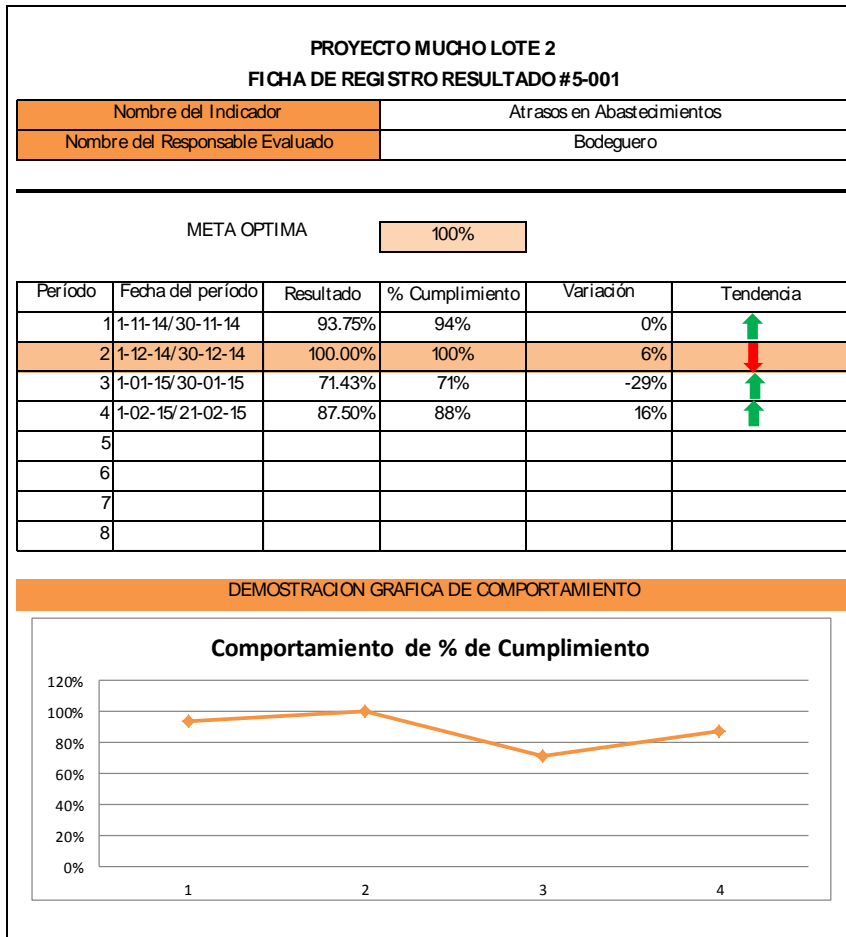 PROYECTO MUCHO LOTE 2
FICHA DE REGISTRO RESULTADO #5-001
Nombre del Indicador Atrasos en Abastecimientos
Nombre del Responsable Evaluado Bodeguero
META OPTIMA 100%
Período Fecha del período Resultado % Cumplimiento Variación Tendencia
1 1-11-14/30-11-14 93.75% 94% 0%
2 1-12-14/30-12-14 100.00% 100% 6%
3 1-01-15/30-01-15 71.43% 71% -29%
4 1-02-15/21-02-15 87.50% 88% 16%
5
6
7
8
DEMOSTRACION GRAFICA DE COMPORTAMIENTO
Comportamiento de % de Cumplimiento
120%
100%
80%
60%
40%
20%
0%
1 2 3 4